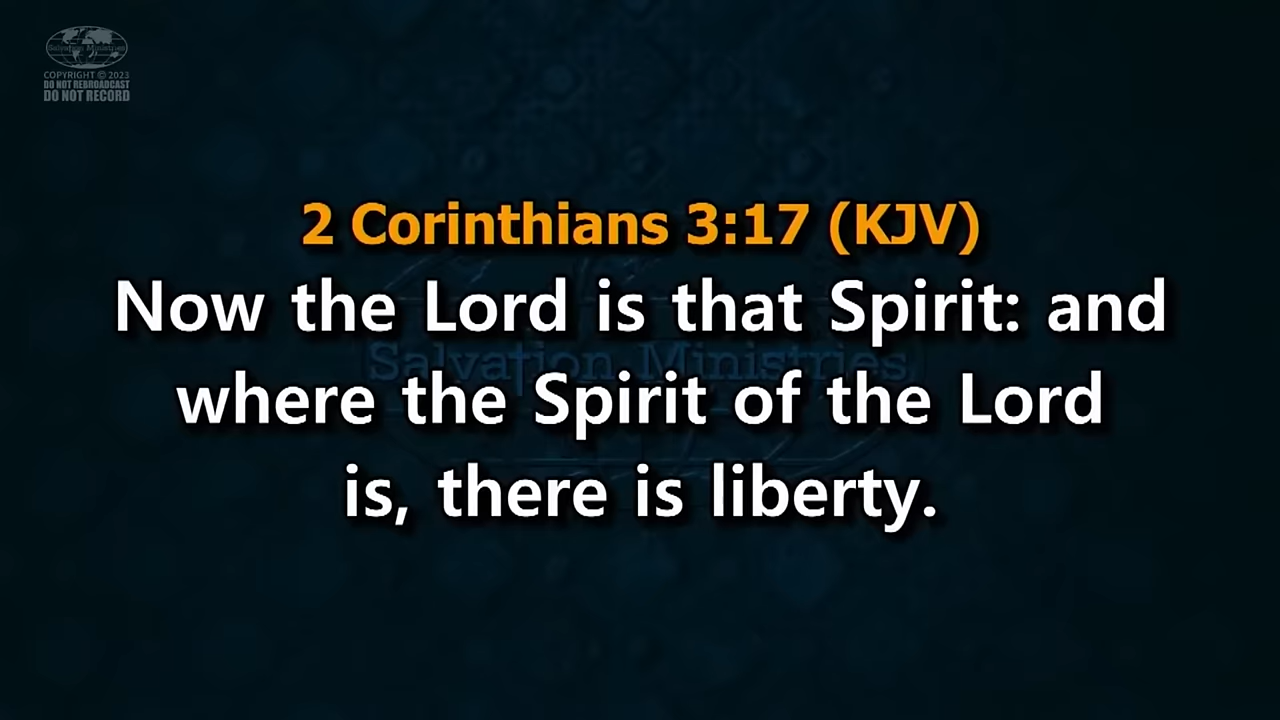 Salvation Ministries
COPYRIGHT © 2023
DO NOT REBROADCAST
DO NOT RECORD
2 Corinthians 3:17 (KJV)
Now the Lord is that Spirit: and
Salvation Ministries
where the Spirit of the Lord
is, there is liberty.